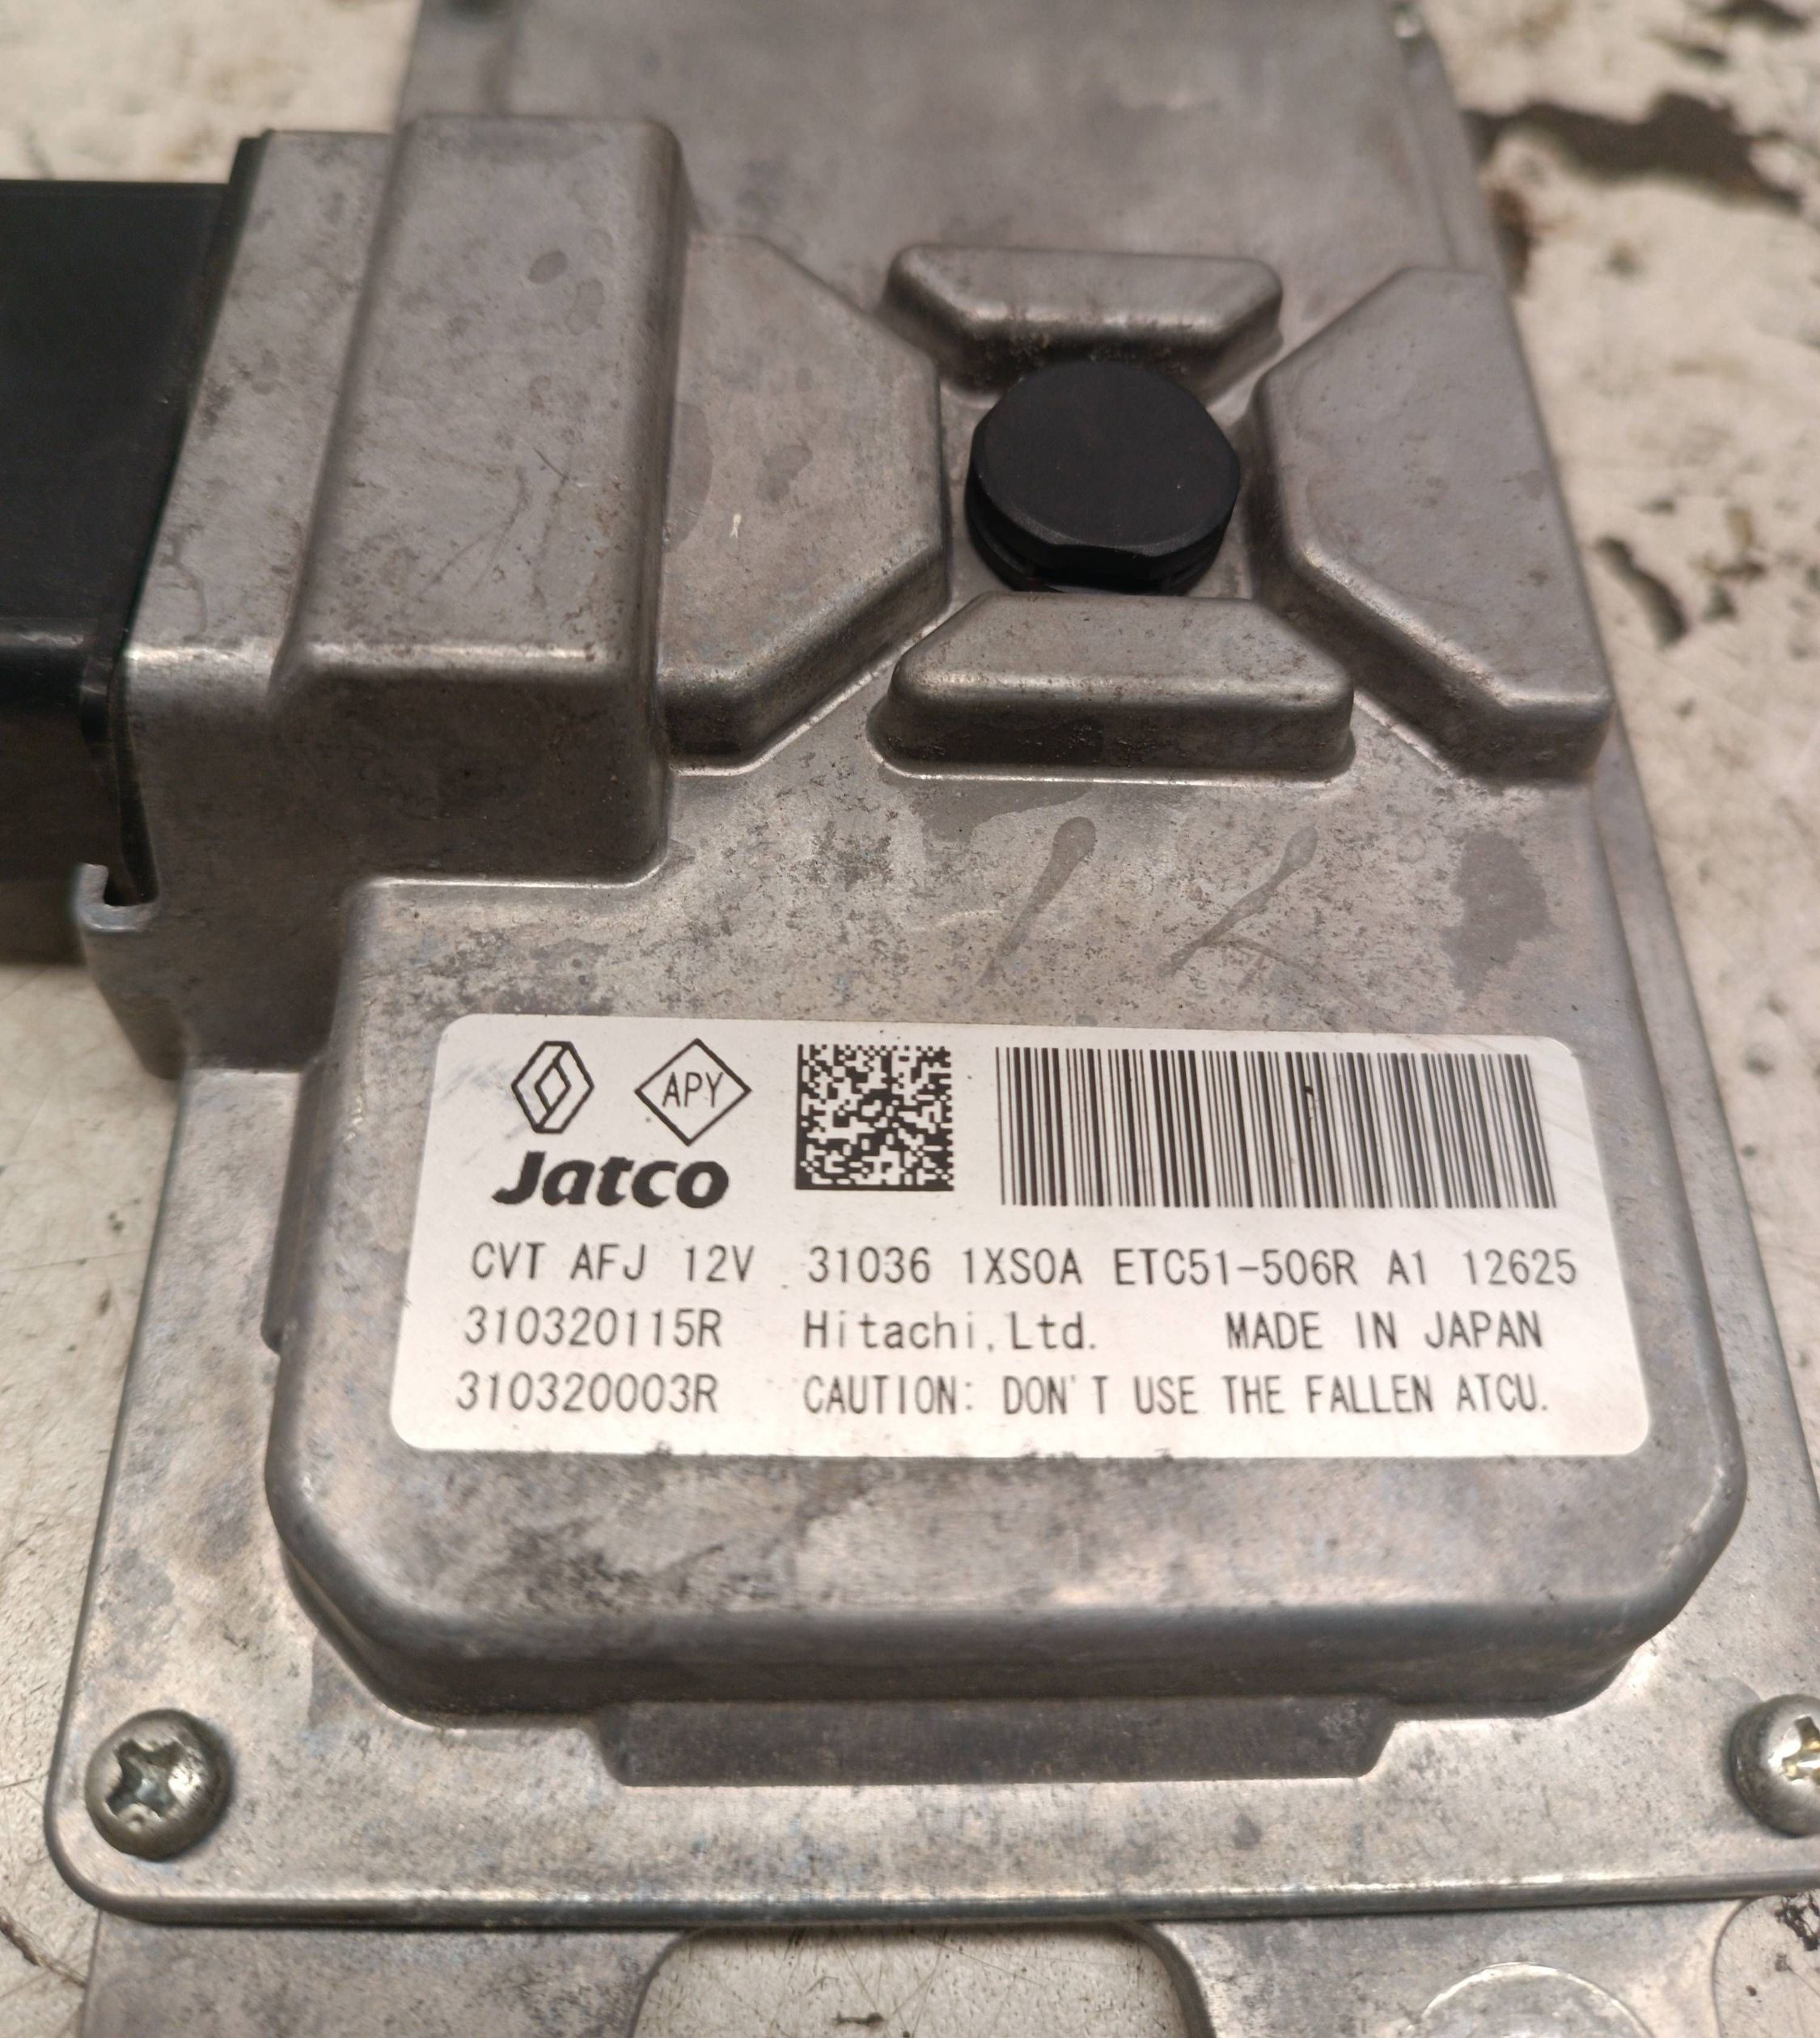 APY
Jatco
CVT AFJ 12V 31036 1XS0A ETC51-506R A1 12625
310320115R Hitachi,Ltd. MADE IN JAPAN
310320003R CAUTION: DON'T USE THE FALLEN ATCU.